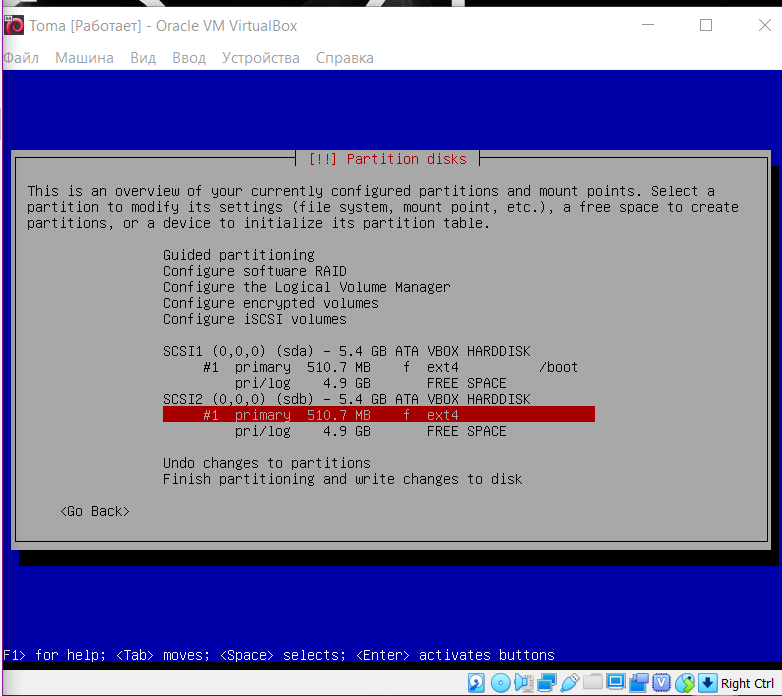 Toma [Работает] - Oracle VM VirtualBox
Файл Машина Вид Ввод Устройства Справка
[!!] Partition disks
This is an overview of your currently configured partitions and mount points. Select a
partition to modify its settings (file system, mount point, etc.), a free space to create
partitions, or a device to initialize its partition table.
Guided partitioning
Configure software RAID
Configure the Logical Volume Manager
Configure encrypted volumes
Configure iSCSI volumes
SCSI1 (0,0,0) (sda) - 5.4 GB ATA VBOX HARDDISK
#1 primary 510.7 MB f ext4 /boot
pri/log 4.9 GB FREE SPACE
SCSI2 (0,0,0) (sdb) - 5.4 GB ATA VBOX HARDDISK
#1 primary 510.7 MB f ext4
pri/log 4.9 GB FREE SPACE
Undo changes to partitions
Finish partitioning and write changes to disk
<Go Back>
F1> for help; <Tab> moves; <Space> selects; <Enter> activates buttons
Right Ctrl